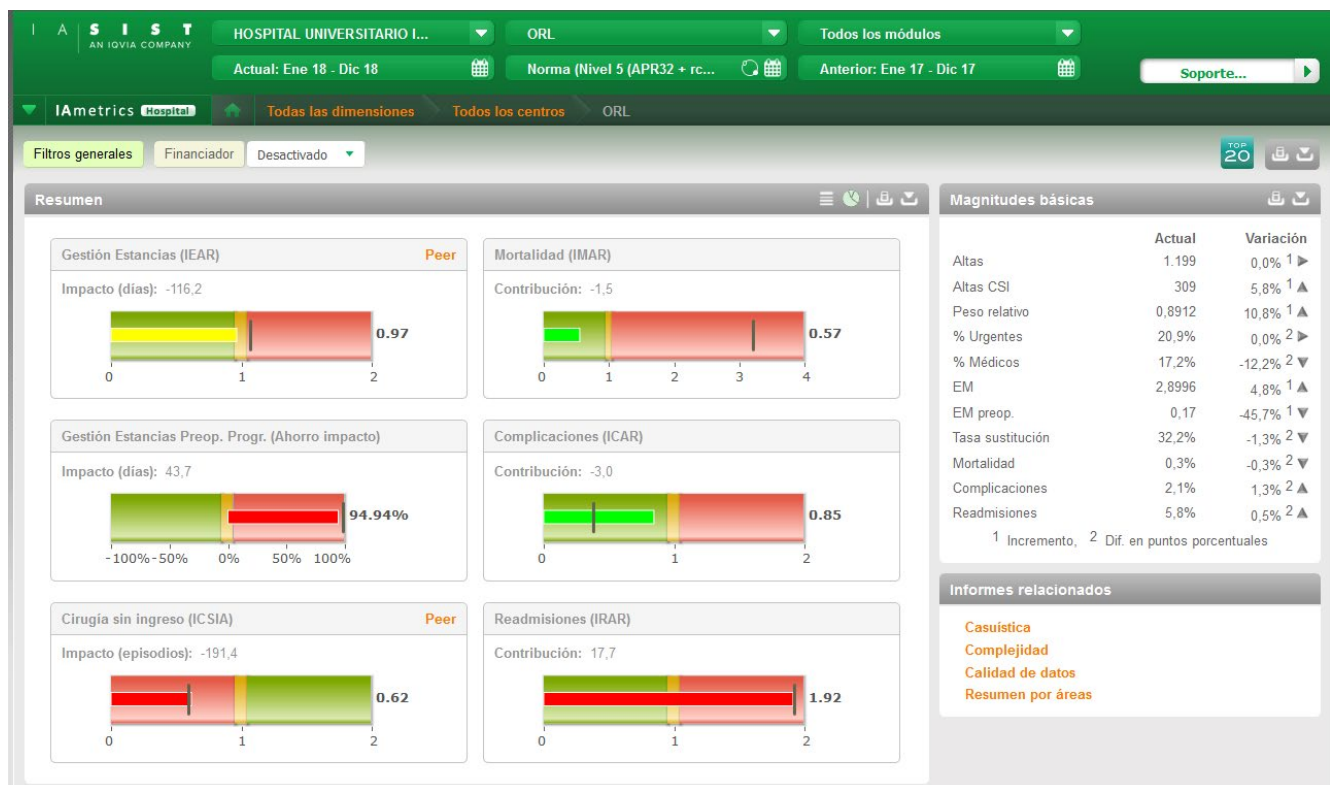 I A S I S T
AN IQVIA COMPANY
HOSPITAL UNIVERSITARIO I...
ORL
Todos los módulos
Actual: Ene 18 - Dic 18
Norma (Nivel 5 (APR32 + rc...
Anterior: Ene 17 - Dic 17
Soporte...
IAmetrics Hospital
Todas las dimensiones
Todos los centros
ORL
Filtros generales
Financiador
Desactivado
TOP 20
Resumen
Gestión Estancias (IEAR) Peer
Impacto (días): -116,2
0.97
0 1 2
Mortalidad (IMAR)
Contribución: -1,5
0.57
0 1 2 3 4
Gestión Estancias Preop. Progr. (Ahorro impacto)
Impacto (días): 43,7
94.94%
-100% -50% 0% 50% 100%
Complicaciones (ICAR)
Contribución: -3,0
0.85
0 1 2
Cirugía sin ingreso (ICSIA) Peer
Impacto (episodios): -191,4
0.62
0 1 2
Readmisiones (IRAR)
Contribución: 17,7
1.92
0 1 2
Magnitudes básicas
Actual Variación
Altas 1.199 0,0% 1
Altas CSI 309 5,8% 1
Peso relativo 0,8912 10,8% 1
% Urgentes 20,9% 0,0% 2
% Médicos 17,2% -12,2% 2
EM 2,8996 4,8% 1
EM preop. 0,17 -45,7% 1
Tasa sustitución 32,2% -1,3% 2
Mortalidad 0,3% -0,3% 2
Complicaciones 2,1% 1,3% 2
Readmisiones 5,8% 0,5% 2
1 Incremento, 2 Dif. en puntos porcentuales
Informes relacionados
Casuística
Complejidad
Calidad de datos
Resumen por áreas